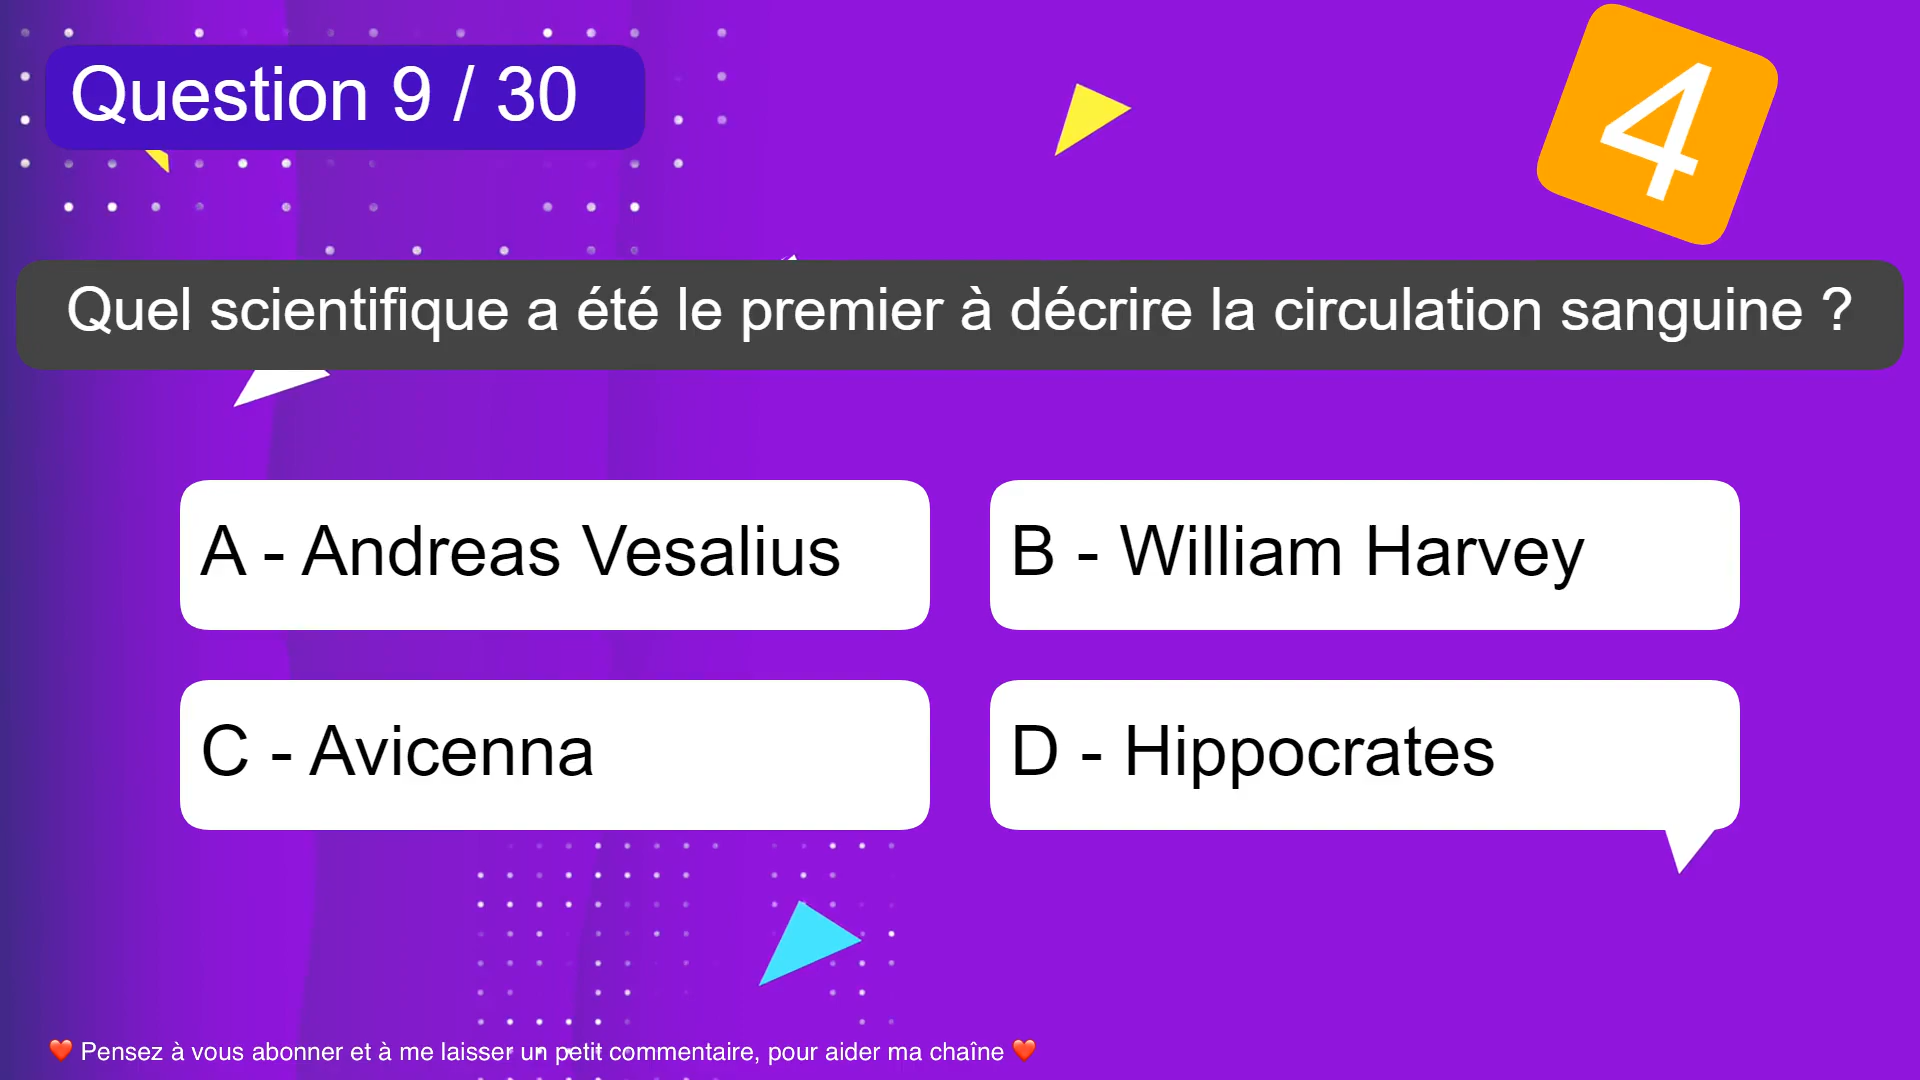 Question 9 / 30
4
Quel scientifique a été le premier à décrire la circulation sanguine ?
A - Andreas Vesalius
B - William Harvey
C - Avicenna
D - Hippocrates
❤️ Pensez à vous abonner et à me laisser un petit commentaire, pour aider ma chaîne ❤️